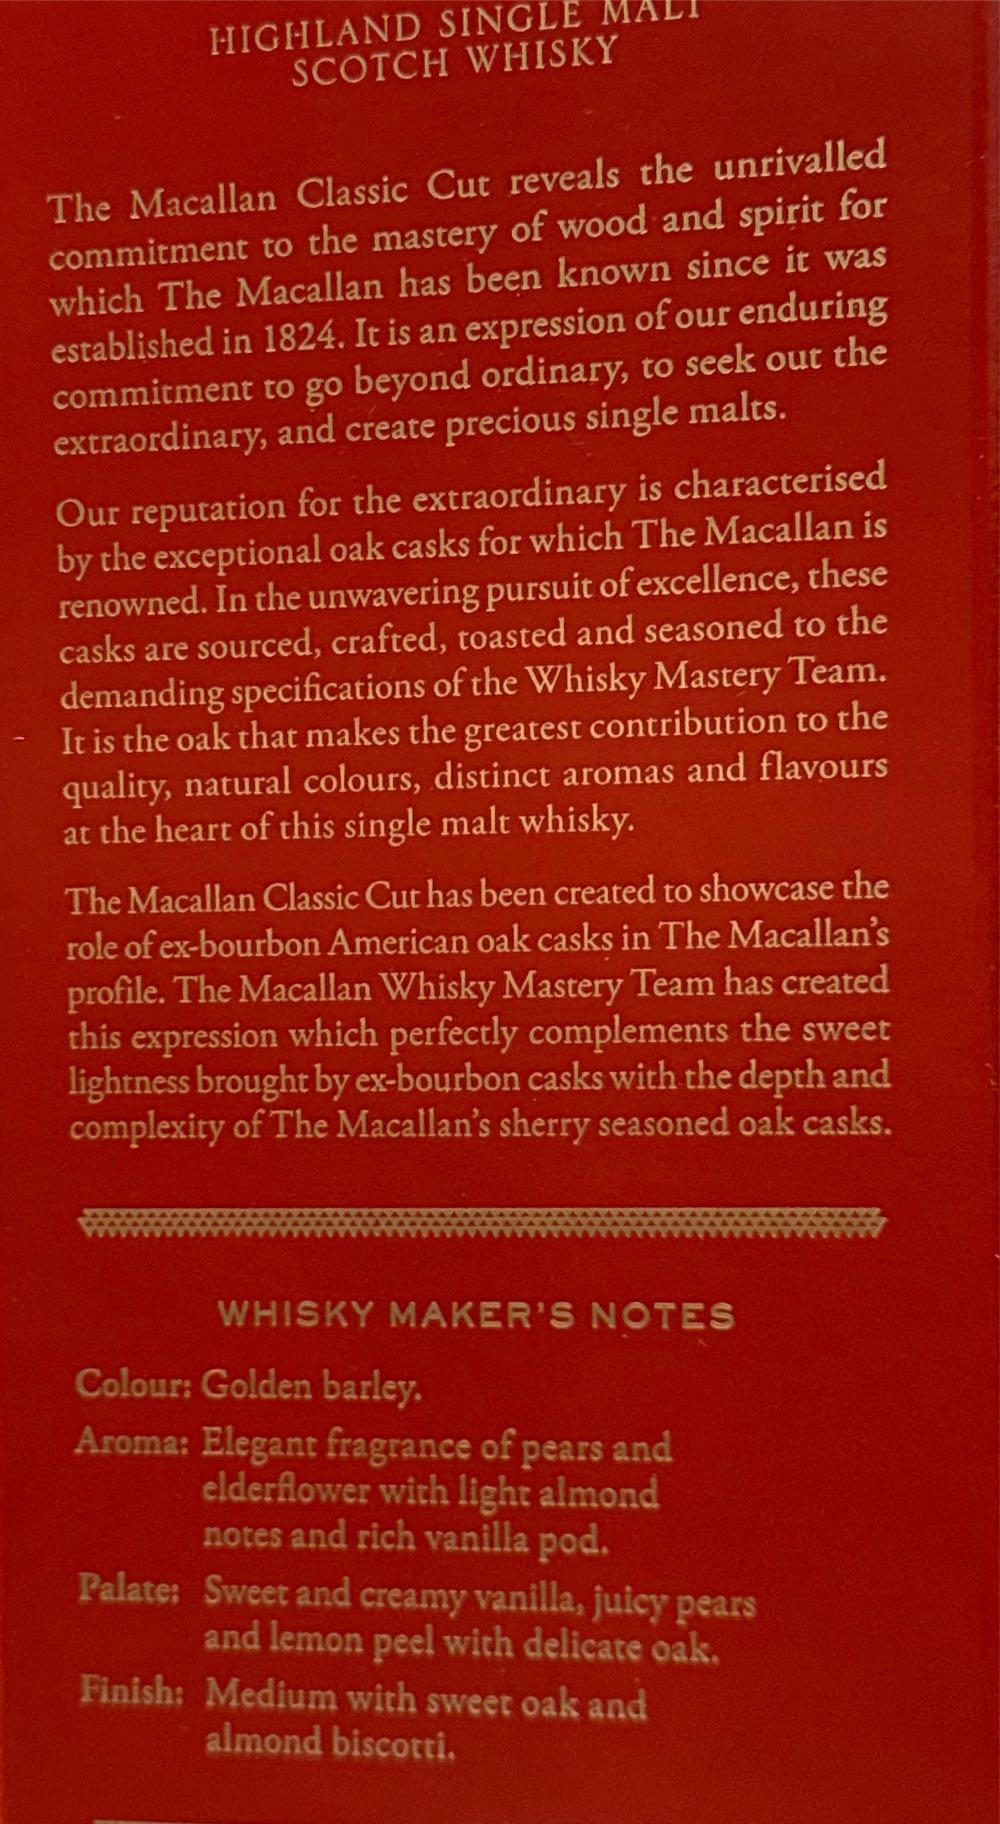 HIGHLAND SINGLE MALT
SCOTCH WHISKY
The Macallan Classic Cut reveals the unrivalled
commitment to the mastery of wood and spirit for
which The Macallan has been known since it was
established in 1824. It is an expression of our enduring
commitment to go beyond ordinary, to seek out the
extraordinary, and create precious single malts.
Our reputation for the extraordinary is characterised
by the exceptional oak casks for which The Macallan is
renowned. In the unwavering pursuit of excellence, these
casks are sourced, crafted, toasted and seasoned to the
demanding specifications of the Whisky Mastery Team.
It is the oak that makes the greatest contribution to the
quality, natural colours, distinct aromas and flavours
at the heart of this single malt whisky.
The Macallan Classic Cut has been created to showcase the
role of ex-bourbon American oak casks in The Macallan's
profile. The Macallan Whisky Mastery Team has created
this expression which perfectly complements the sweet
lightness brought by ex-bourbon casks with the depth and
complexity of The Macallan's sherry seasoned oak casks.
WHISKY MAKER'S NOTES
Colour: Golden barley.
Aroma: Elegant fragrance of pears and
elderflower with light almond
notes and rich vanilla pod.
Palate: Sweet and creamy vanilla, juicy pears
and lemon peel with delicate oak.
Finish: Medium with sweet oak and
almond biscotti.